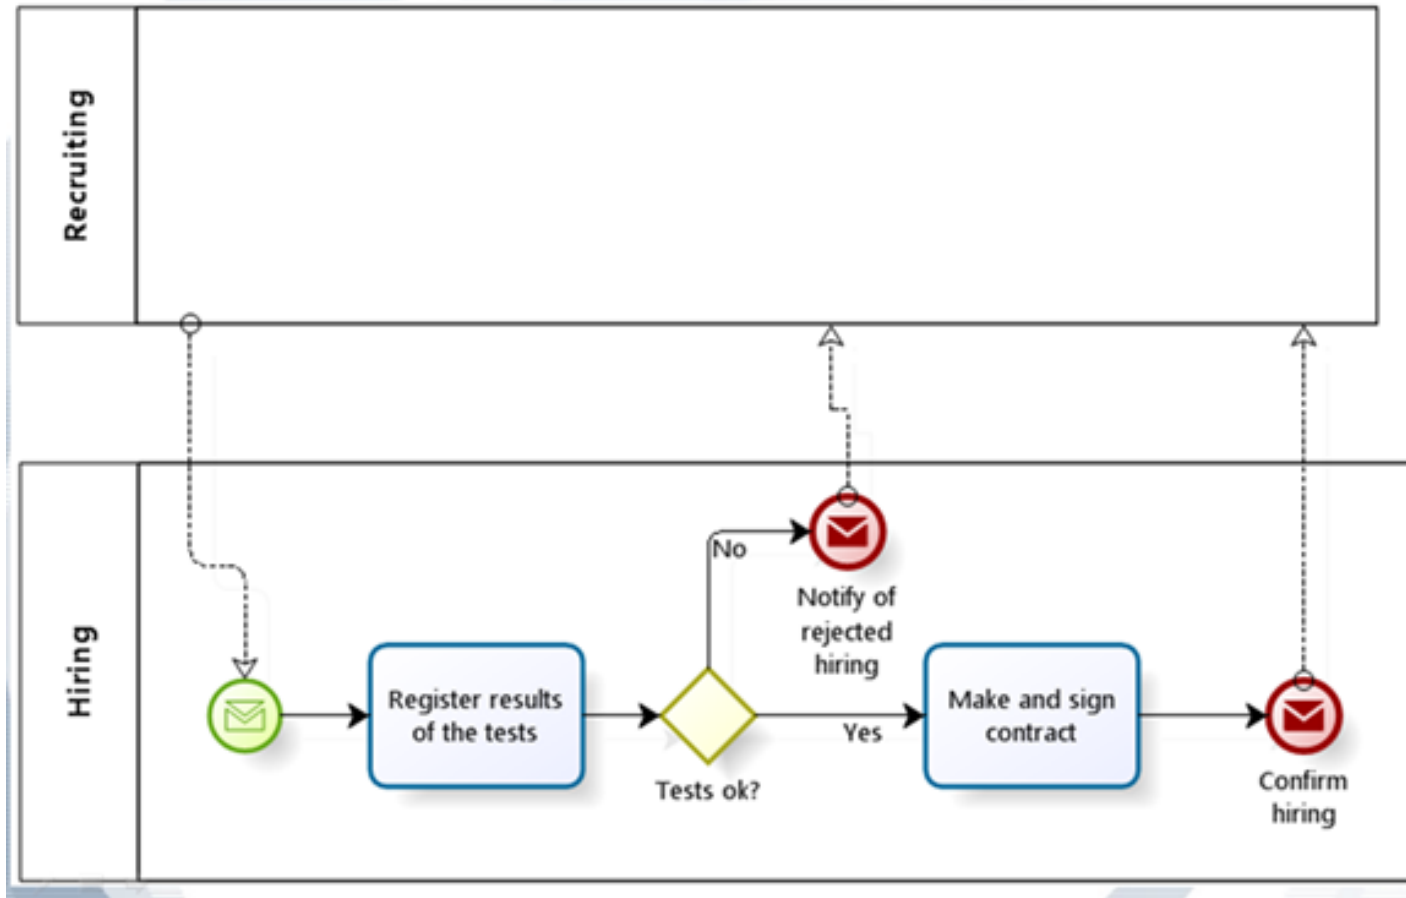 Recruiting
Hiring
No
Notify of
rejected
hiring
Register results
of the tests
Make and sign
contract
Yes
Tests ok?
Confirm
hiring